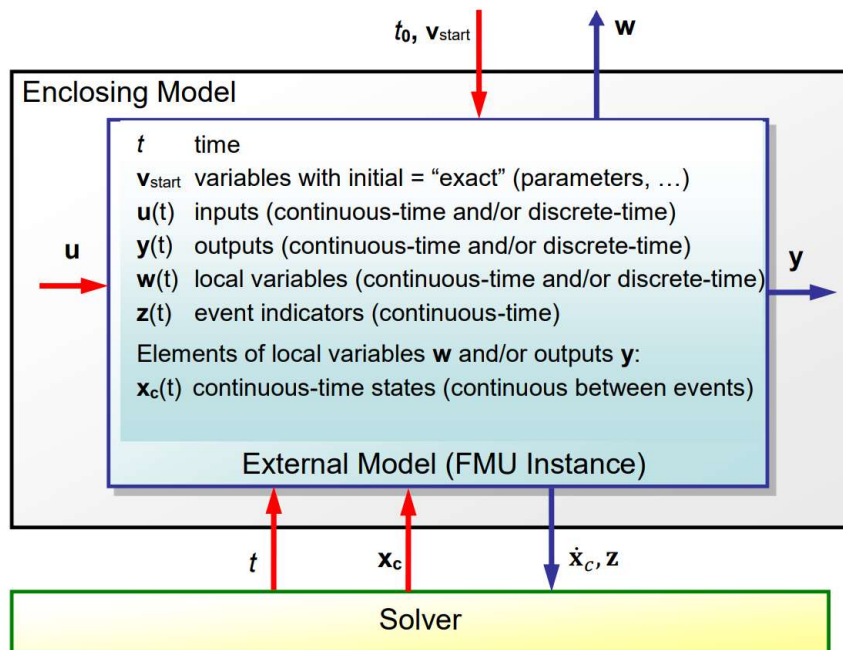 t₀, v_start
w
Enclosing Model
t time
v_start variables with initial = “exact” (parameters, …)
u(t) inputs (continuous-time and/or discrete-time)
y(t) outputs (continuous-time and/or discrete-time)
w(t) local variables (continuous-time and/or discrete-time)
z(t) event indicators (continuous-time)
Elements of local variables w and/or outputs y:
x_c(t) continuous-time states (continuous between events)
u
y
External Model (FMU Instance)
t
x_c
ẋ_c, z
Solver